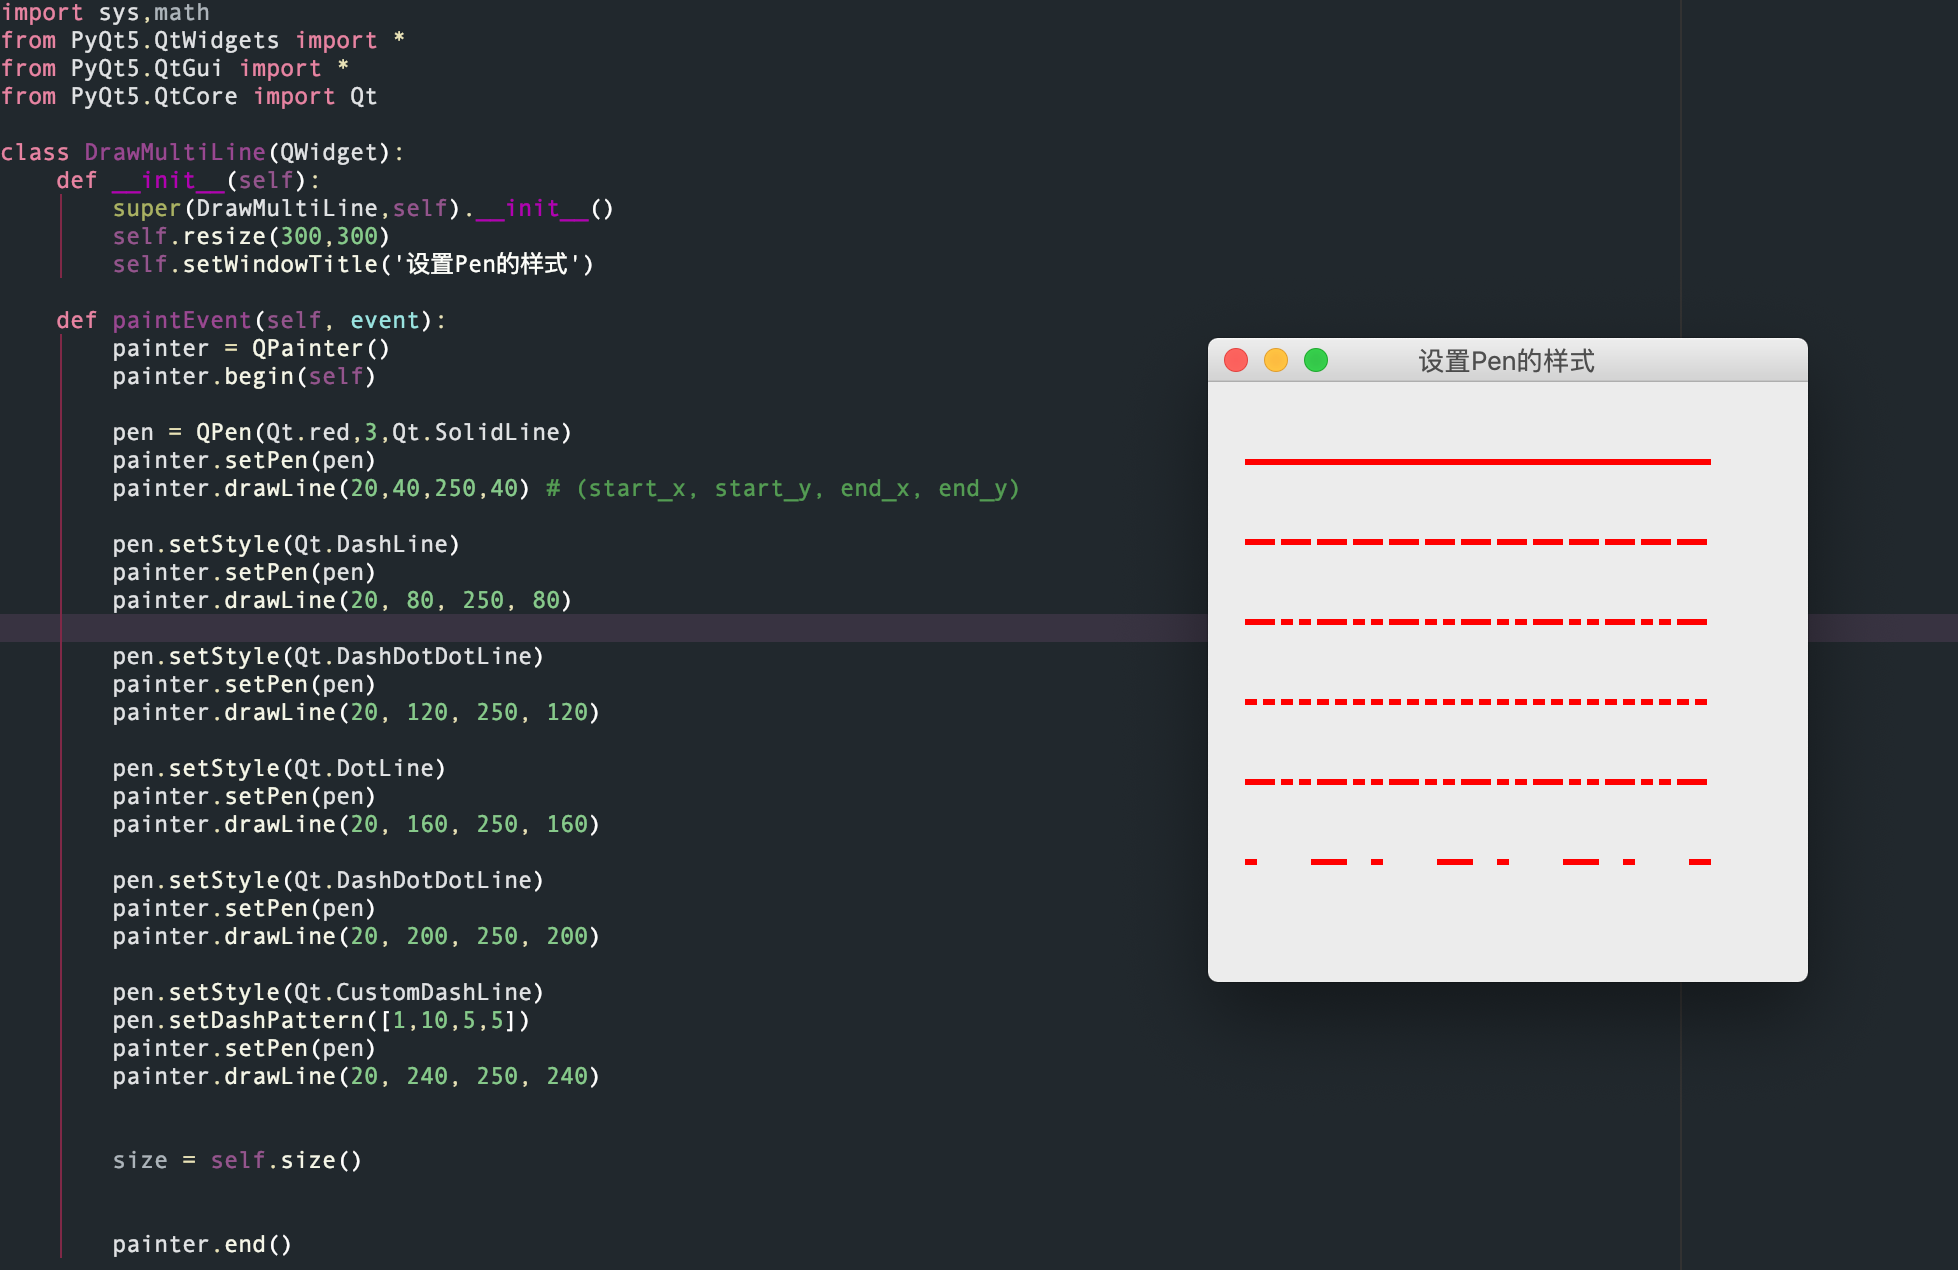 import sys,math
from PyQt5.QtWidgets import *
from PyQt5.QtGui import *
from PyQt5.QtCore import Qt
class DrawMultiLine(QWidget):
def __init__(self):
super(DrawMultiLine,self).__init__()
self.resize(300,300)
self.setWindowTitle('设置Pen的样式')
def paintEvent(self, event):
painter = QPainter()
painter.begin(self)
pen = QPen(Qt.red,3,Qt.SolidLine)
painter.setPen(pen)
painter.drawLine(20,40,250,40) # (start_x, start_y, end_x, end_y)
pen.setStyle(Qt.DashLine)
painter.setPen(pen)
painter.drawLine(20, 80, 250, 80)
pen.setStyle(Qt.DashDotDotLine)
painter.setPen(pen)
painter.drawLine(20, 120, 250, 120)
pen.setStyle(Qt.DotLine)
painter.setPen(pen)
painter.drawLine(20, 160, 250, 160)
pen.setStyle(Qt.DashDotDotLine)
painter.setPen(pen)
painter.drawLine(20, 200, 250, 200)
pen.setStyle(Qt.CustomDashLine)
pen.setDashPattern([1,10,5,5])
painter.setPen(pen)
painter.drawLine(20, 240, 250, 240)
size = self.size()
painter.end()
设置Pen的样式